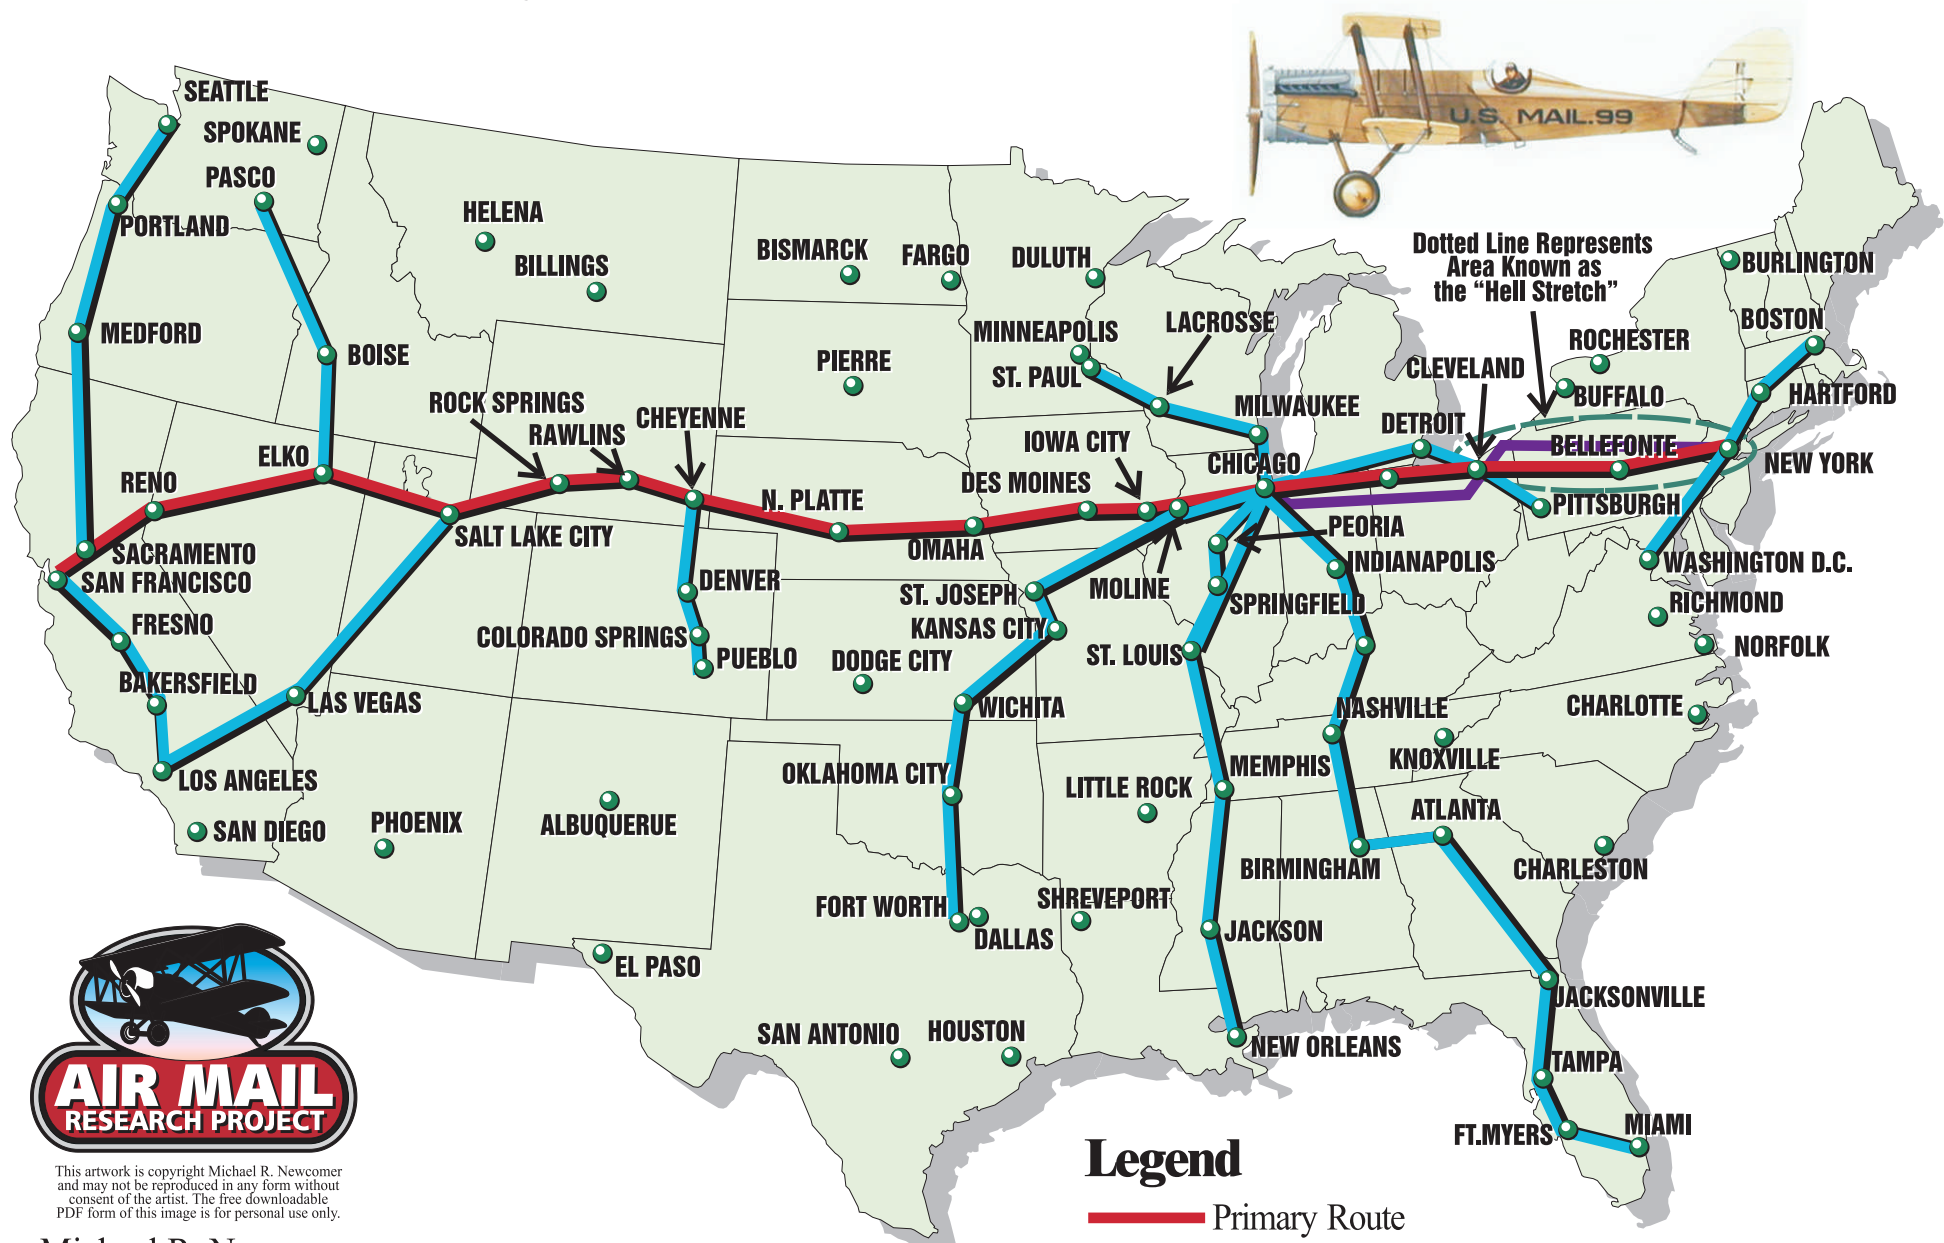 U.S. MAIL.99
SEATTLE
SPOKANE
PASCO
PORTLAND
HELENA
BILLINGS
BISMARCK
FARGO
DULUTH
Dotted Line Represents
Area Known as
the “Hell Stretch”
BURLINGTON
BOSTON
MEDFORD
BOISE
PIERRE
MINNEAPOLIS
ST. PAUL
LACROSSE
ROCHESTER
CLEVELAND
BUFFALO
HARTFORD
ROCK SPRINGS
RAWLINS
CHEYENNE
IOWA CITY
MILWAUKEE
DETROIT
BELLEFONTE
NEW YORK
ELKO
RENO
N. PLATTE
DES MOINES
CHICAGO
PITTSBURGH
SACRAMENTO
SAN FRANCISCO
SALT LAKE CITY
OMAHA
PEORIA
INDIANAPOLIS
WASHINGTON D.C.
DENVER
ST. JOSEPH
MOLINE
SPRINGFIELD
RICHMOND
FRESNO
COLORADO SPRINGS
PUEBLO
KANSAS CITY
DODGE CITY
ST. LOUIS
NORFOLK
BAKERSFIELD
LAS VEGAS
WICHITA
NASHVILLE
CHARLOTTE
LOS ANGELES
OKLAHOMA CITY
LITTLE ROCK
MEMPHIS
KNOXVILLE
SAN DIEGO
PHOENIX
ALBUQUERUE
ATLANTA
BIRMINGHAM
CHARLESTON
FORT WORTH
DALLAS
SHREVEPORT
JACKSON
EL PASO
JACKSONVILLE
SAN ANTONIO
HOUSTON
NEW ORLEANS
TAMPA
FT.MYERS
MIAMI
AIR MAIL
RESEARCH PROJECT
This artwork is copyright Michael R. Newcomer
and may not be reproduced in any form without
consent of the artist. The free downloadable
PDF form of this image is for personal use only.
Legend
Primary Route